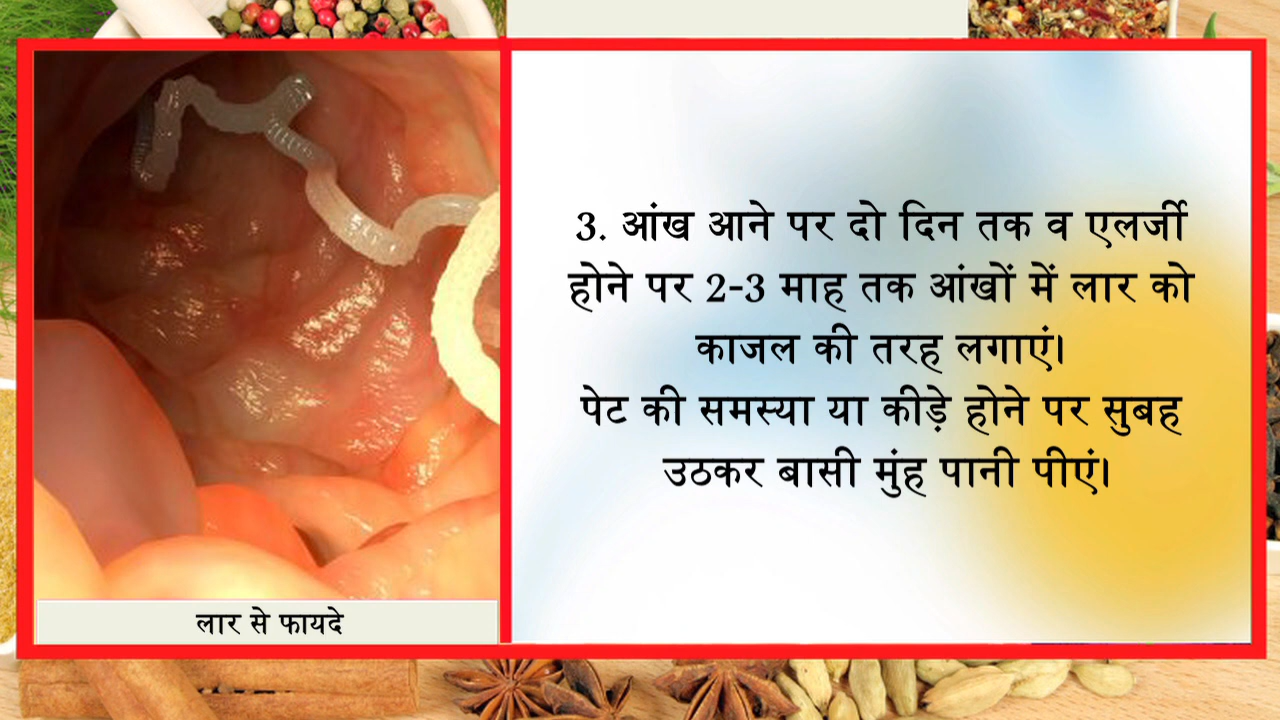 3. आंख आने पर दो दिन तक व एलर्जी
होने पर 2-3 माह तक आंखों में लार को
काजल की तरह लगाएं।
पेट की समस्या या कीड़े होने पर सुबह
उठकर बासी मुंह पानी पीएं।
लार से फायदे